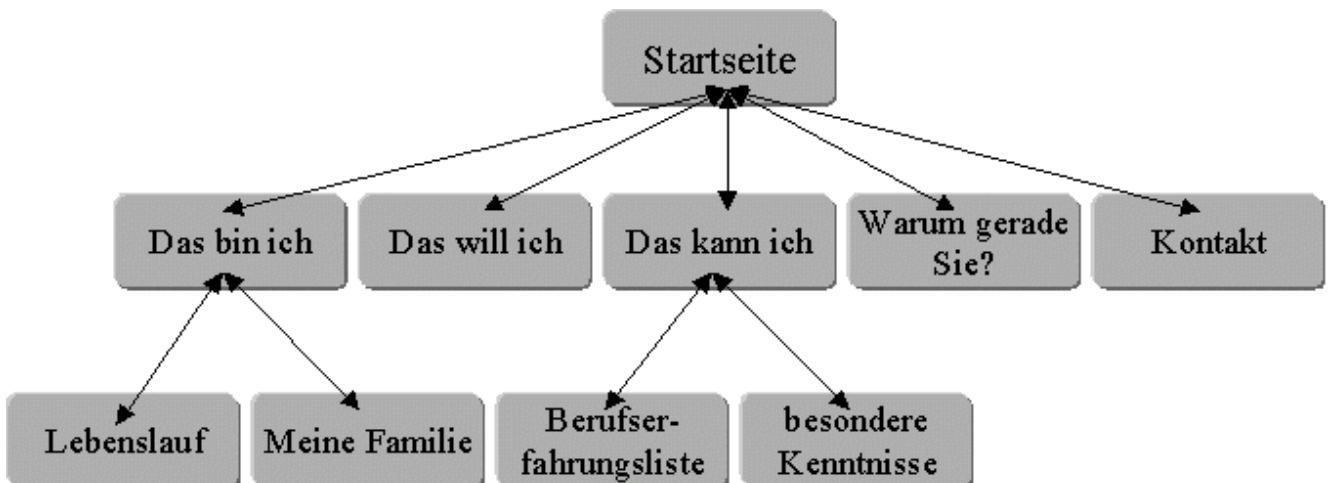 Startseite
Das bin ich
Das will ich
Das kann ich
Warum gerade
Sie?
Kontakt
Lebenslauf
Meine Familie
Berufser-
fahrungsliste
besondere
Kenntnisse